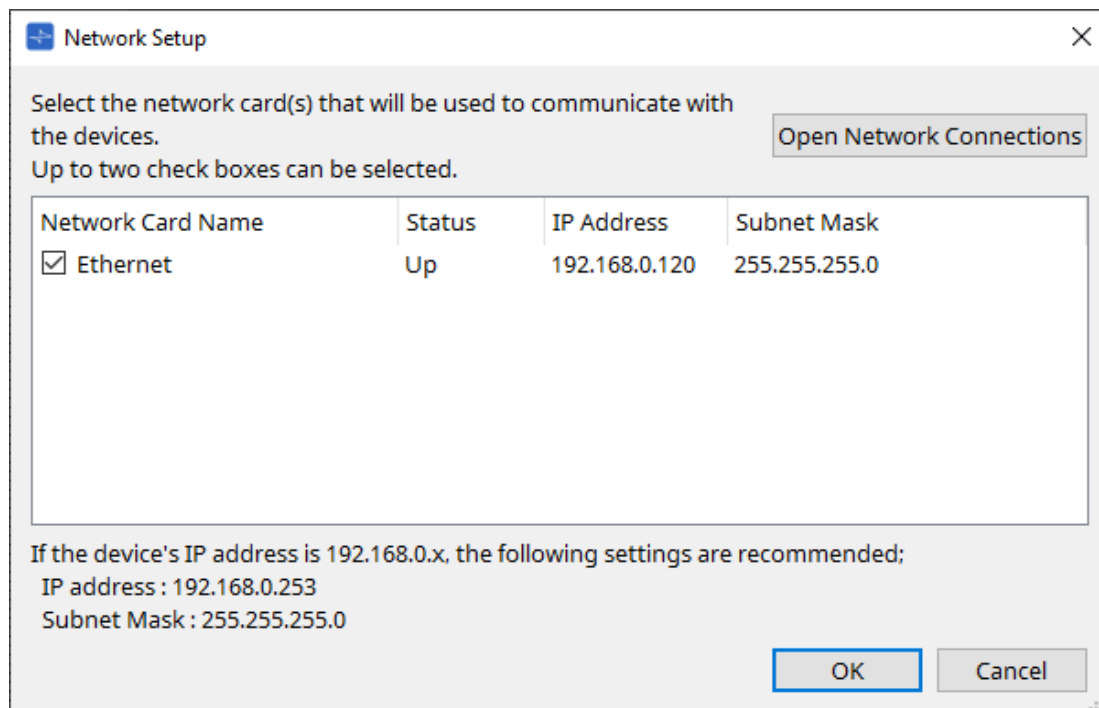 Network Setup
Select the network card(s) that will be used to communicate with
the devices.
Open Network Connections
Up to two check boxes can be selected.
Network Card Name Status IP Address Subnet Mask
Ethernet Up 192.168.0.120 255.255.255.0
If the device's IP address is 192.168.0.x, the following settings are recommended;
IP address : 192.168.0.253
Subnet Mask : 255.255.255.0
OK Cancel